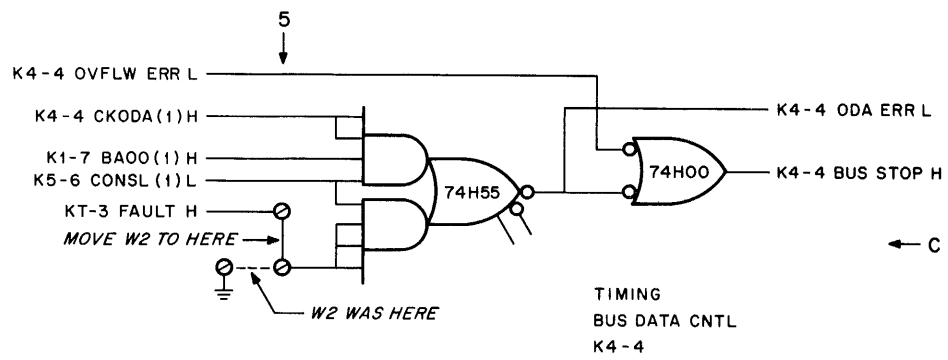 5
K4-4 OVFLW ERR L
K4-4 CKODA(1) H
K4-4 ODA ERR L
K1-7 BA00(1) H
K5-6 CONSL (1) L
74H55
74H00
K4-4 BUS STOP H
KT-3 FAULT H
MOVE W2 TO HERE
C
W2 WAS HERE
TIMING
BUS DATA CNTL
K4-4